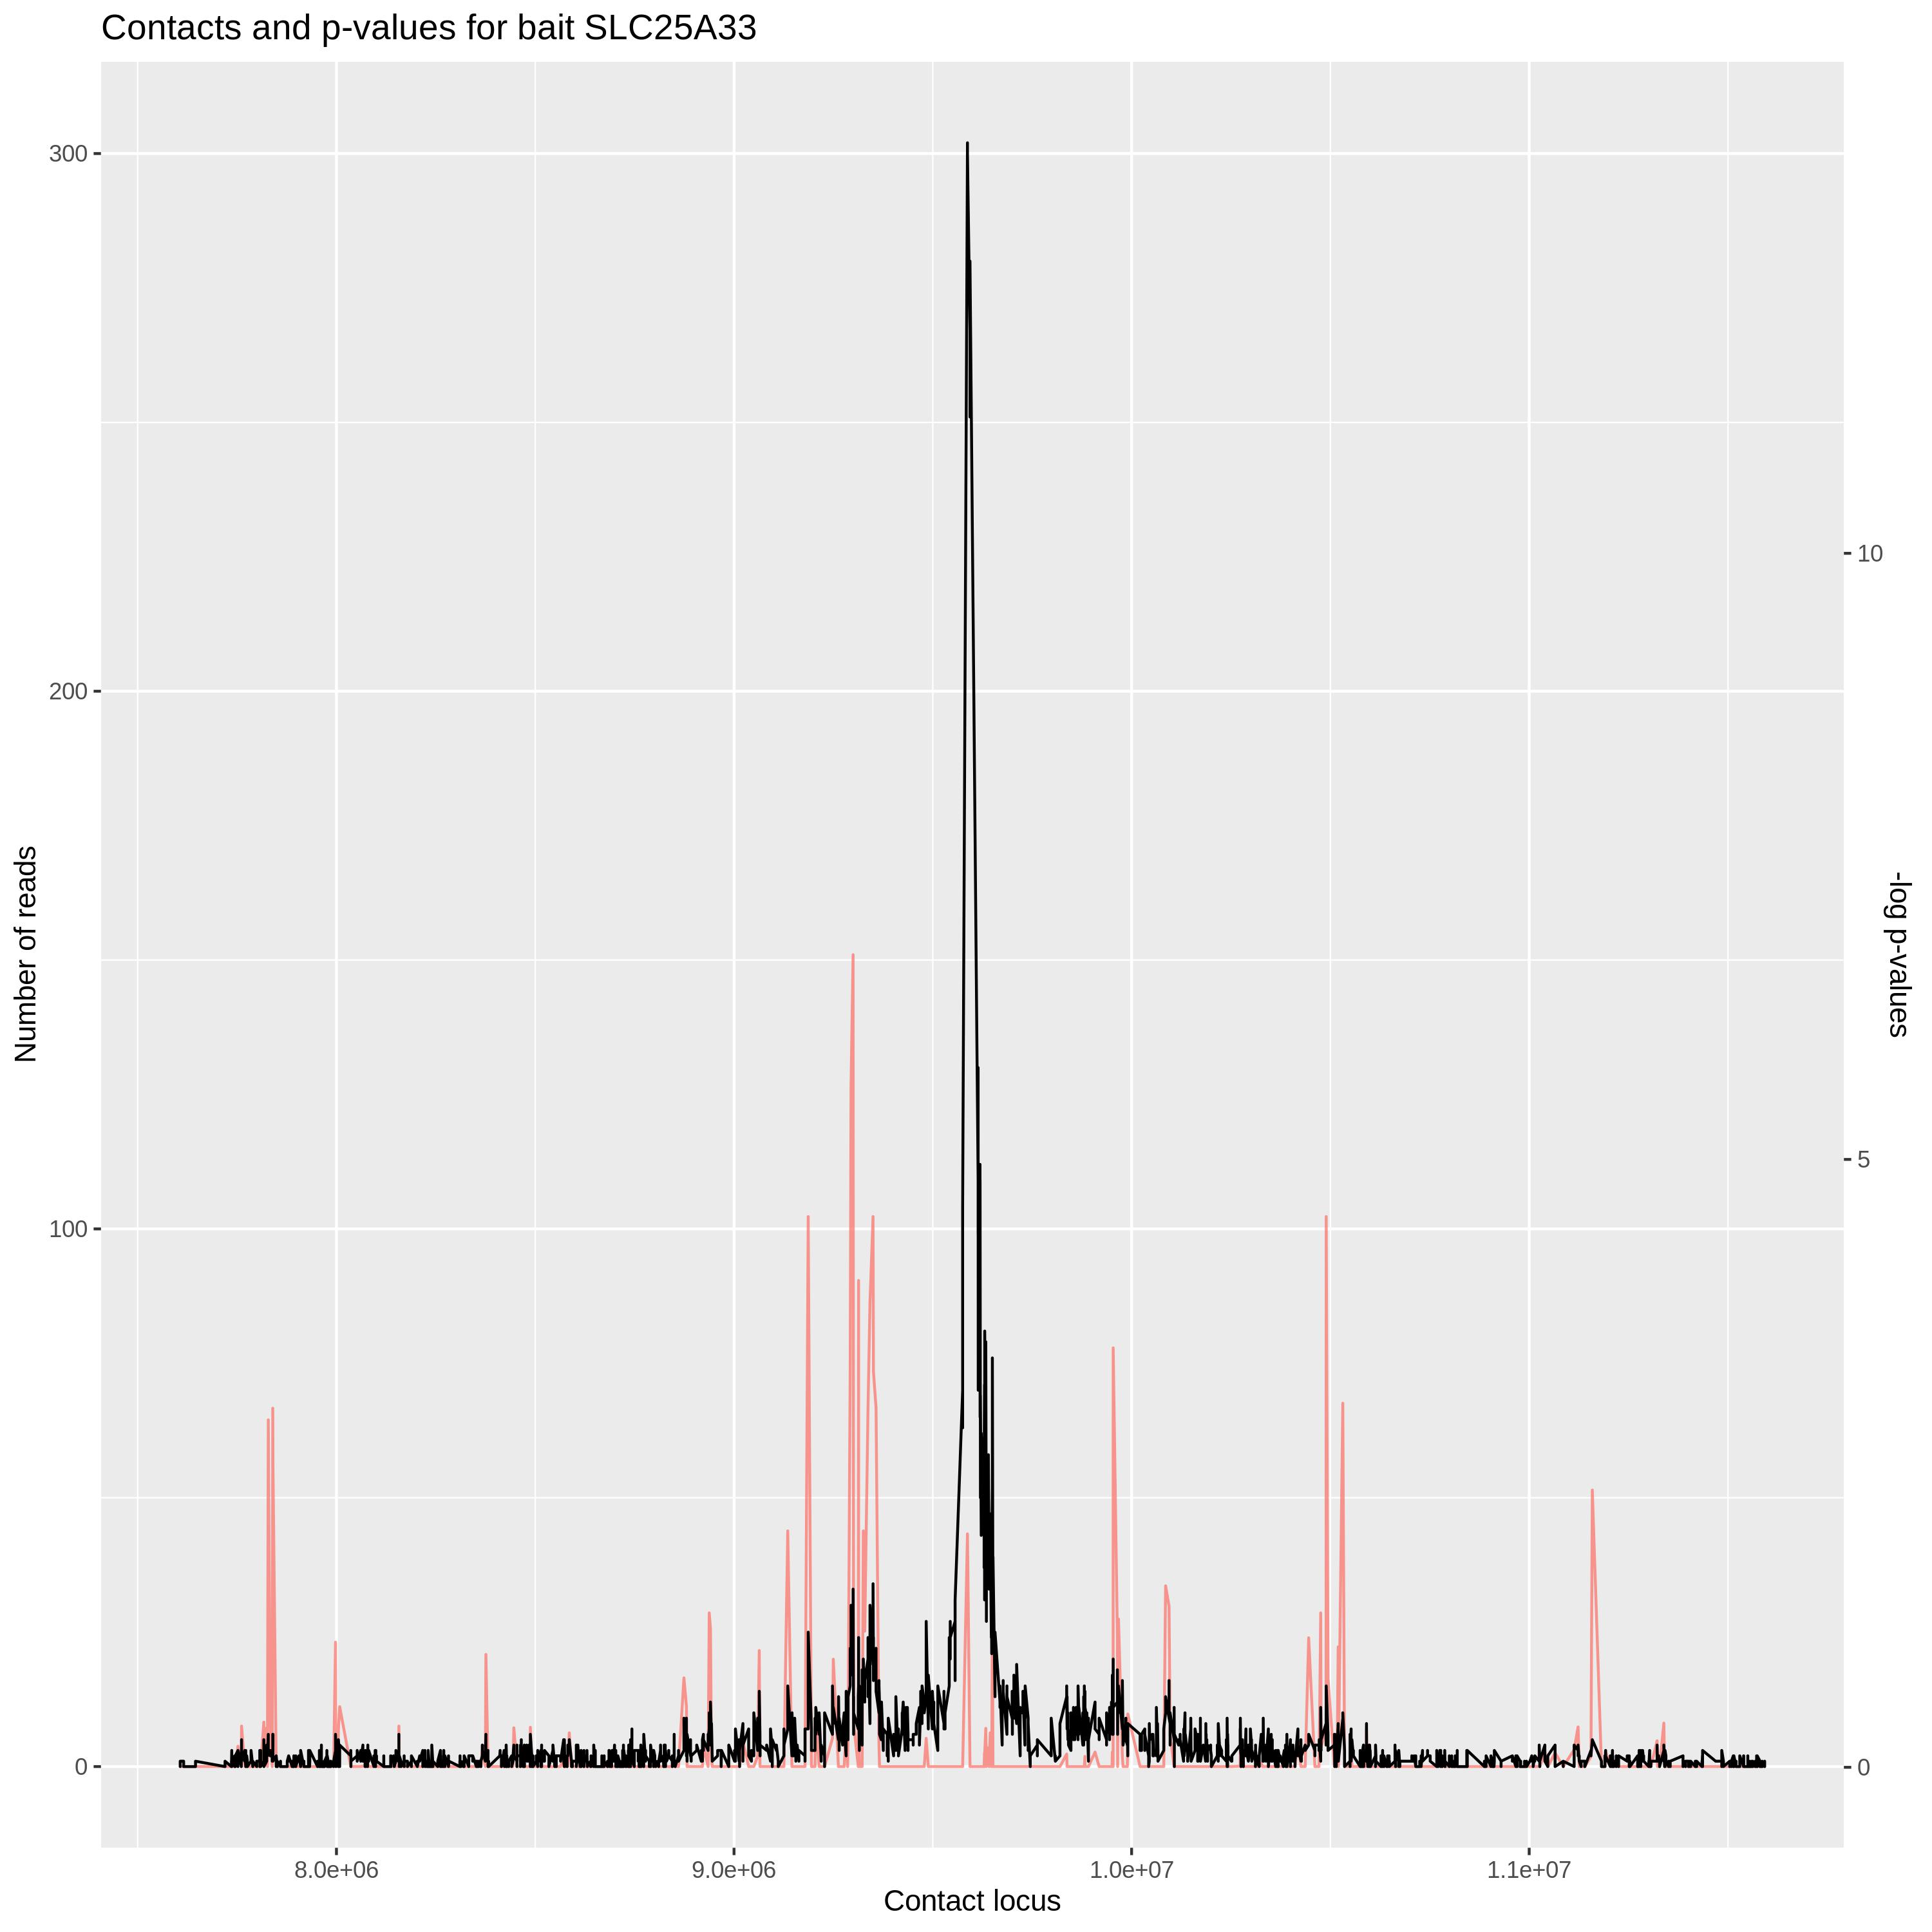 Contacts and p-values for bait SLC25A33
300
200
100
0
Number of reads
10
5
0
-log p-values
8.0e+06
9.0e+06
1.0e+07
1.1e+07
Contact locus